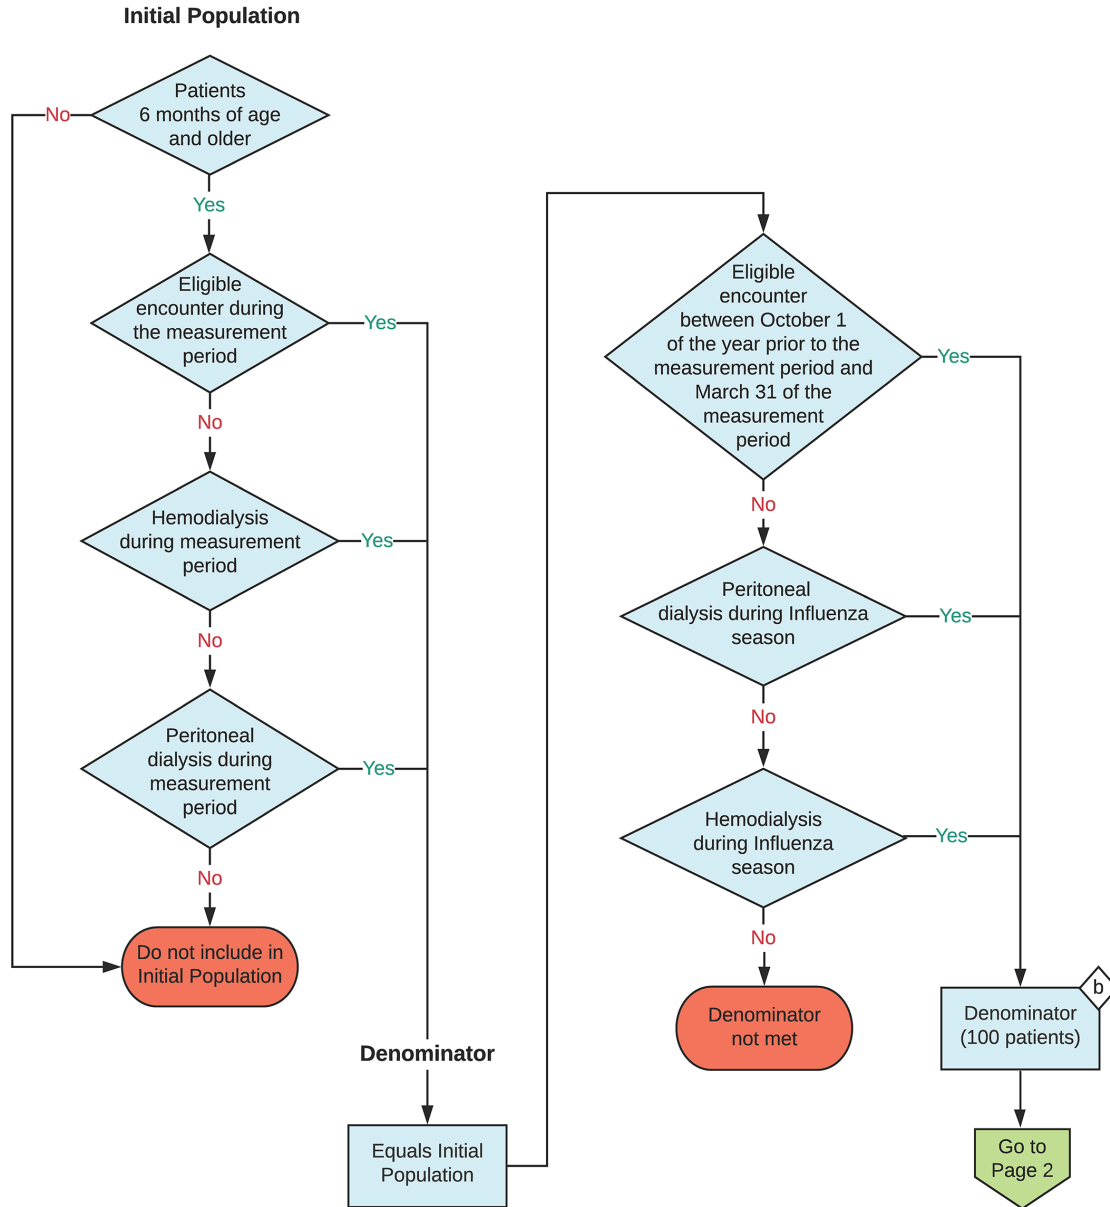 Initial Population
Patients
6 months of age
and older
No
Yes
Eligible
encounter during
the measurement
period
Yes
No
Hemodialysis
during measurement
period
Yes
No
Peritoneal
dialysis during
measurement
period
Yes
No
Do not include in
Initial Population
Denominator
Equals Initial
Population
Eligible
encounter
between October 1
of the year prior to the
measurement period and
March 31 of the
measurement
period
Yes
No
Peritoneal
dialysis during Influenza
season
Yes
No
Hemodialysis
during Influenza
season
Yes
No
Denominator
not met
b
Denominator
(100 patients)
Go to
Page 2